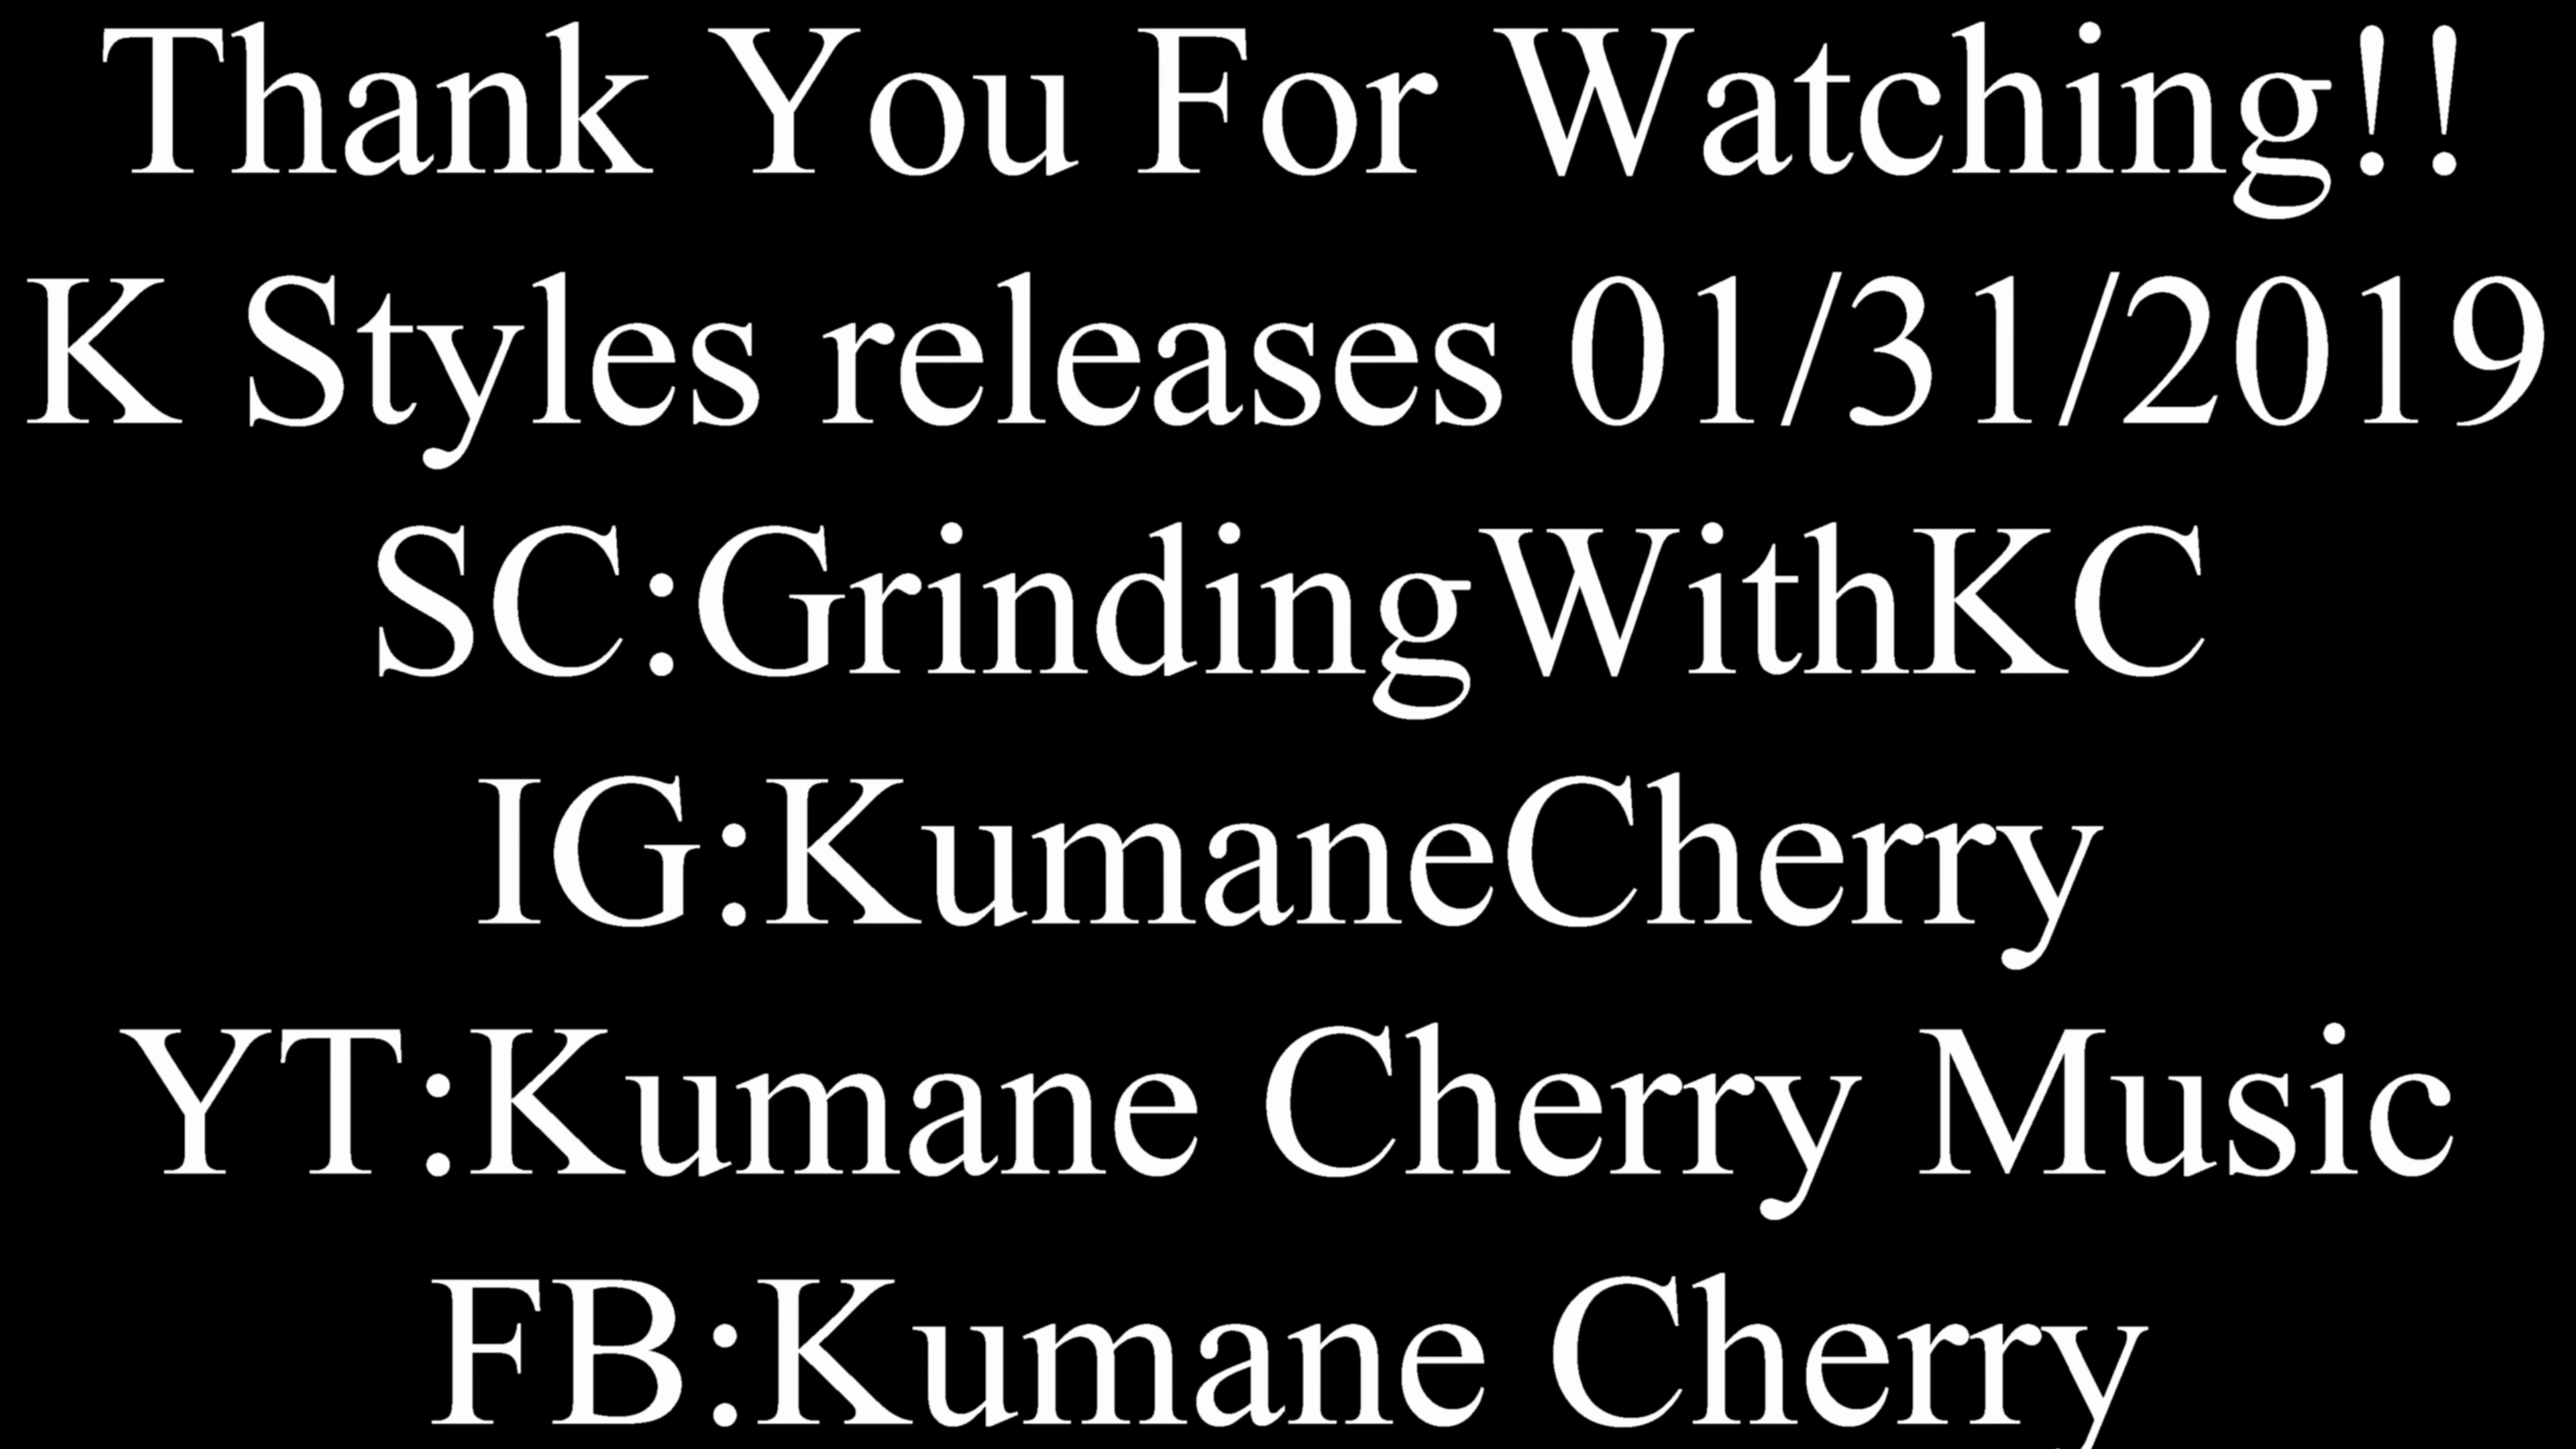 Thank You For Watching!!
K Styles releases 01/31/2019
SC:GrindingWithKC
IG:KumaneCherry
YT:Kumane Cherry Music
FB:Kumane Cherry